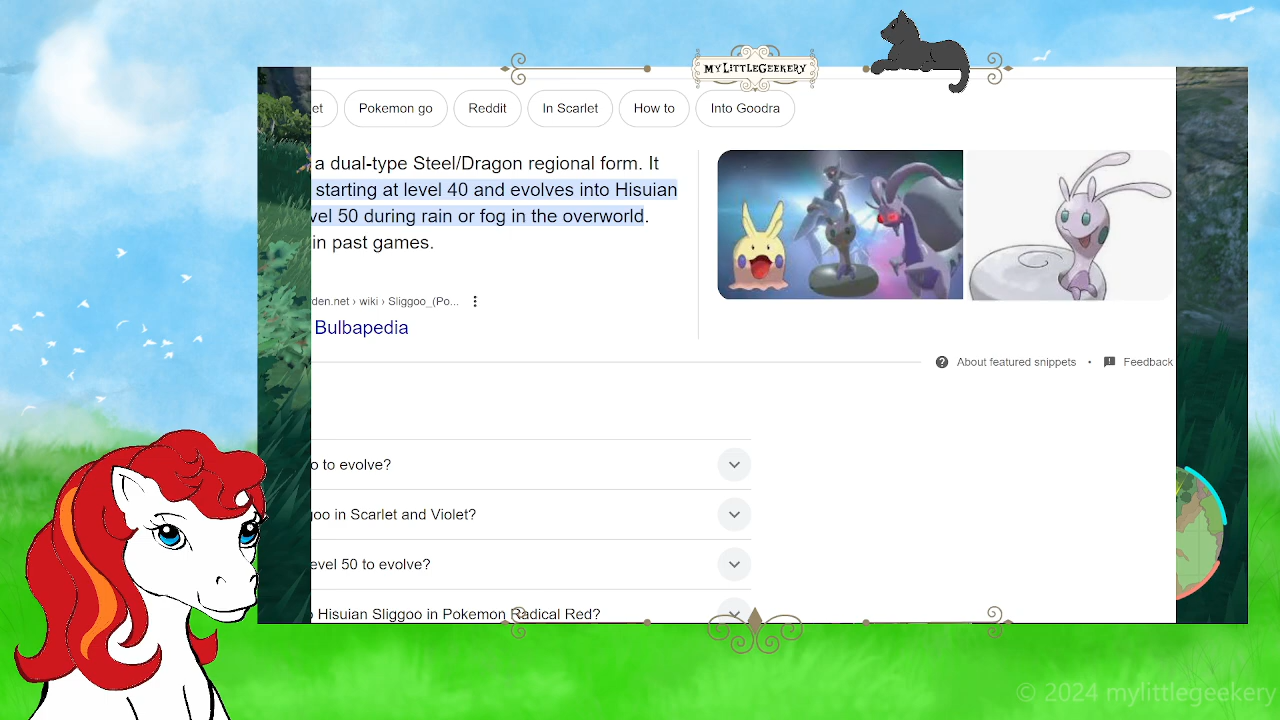 MYLITTLEGEEKERY
et
Pokemon go
Reddit
In Scarlet
How to
Into Goodra
a dual-type Steel/Dragon regional form. It
starting at level 40 and evolves into Hisuian
vel 50 during rain or fog in the overworld.
in past games.
den.net › wiki › Sliggoo_(Po...
Bulbapedia
About featured snippets • Feedback
o to evolve?
goo in Scarlet and Violet?
evel 50 to evolve?
o Hisuian Sliggoo in Pokemon Radical Red?
© 2024 mylittlegeekery